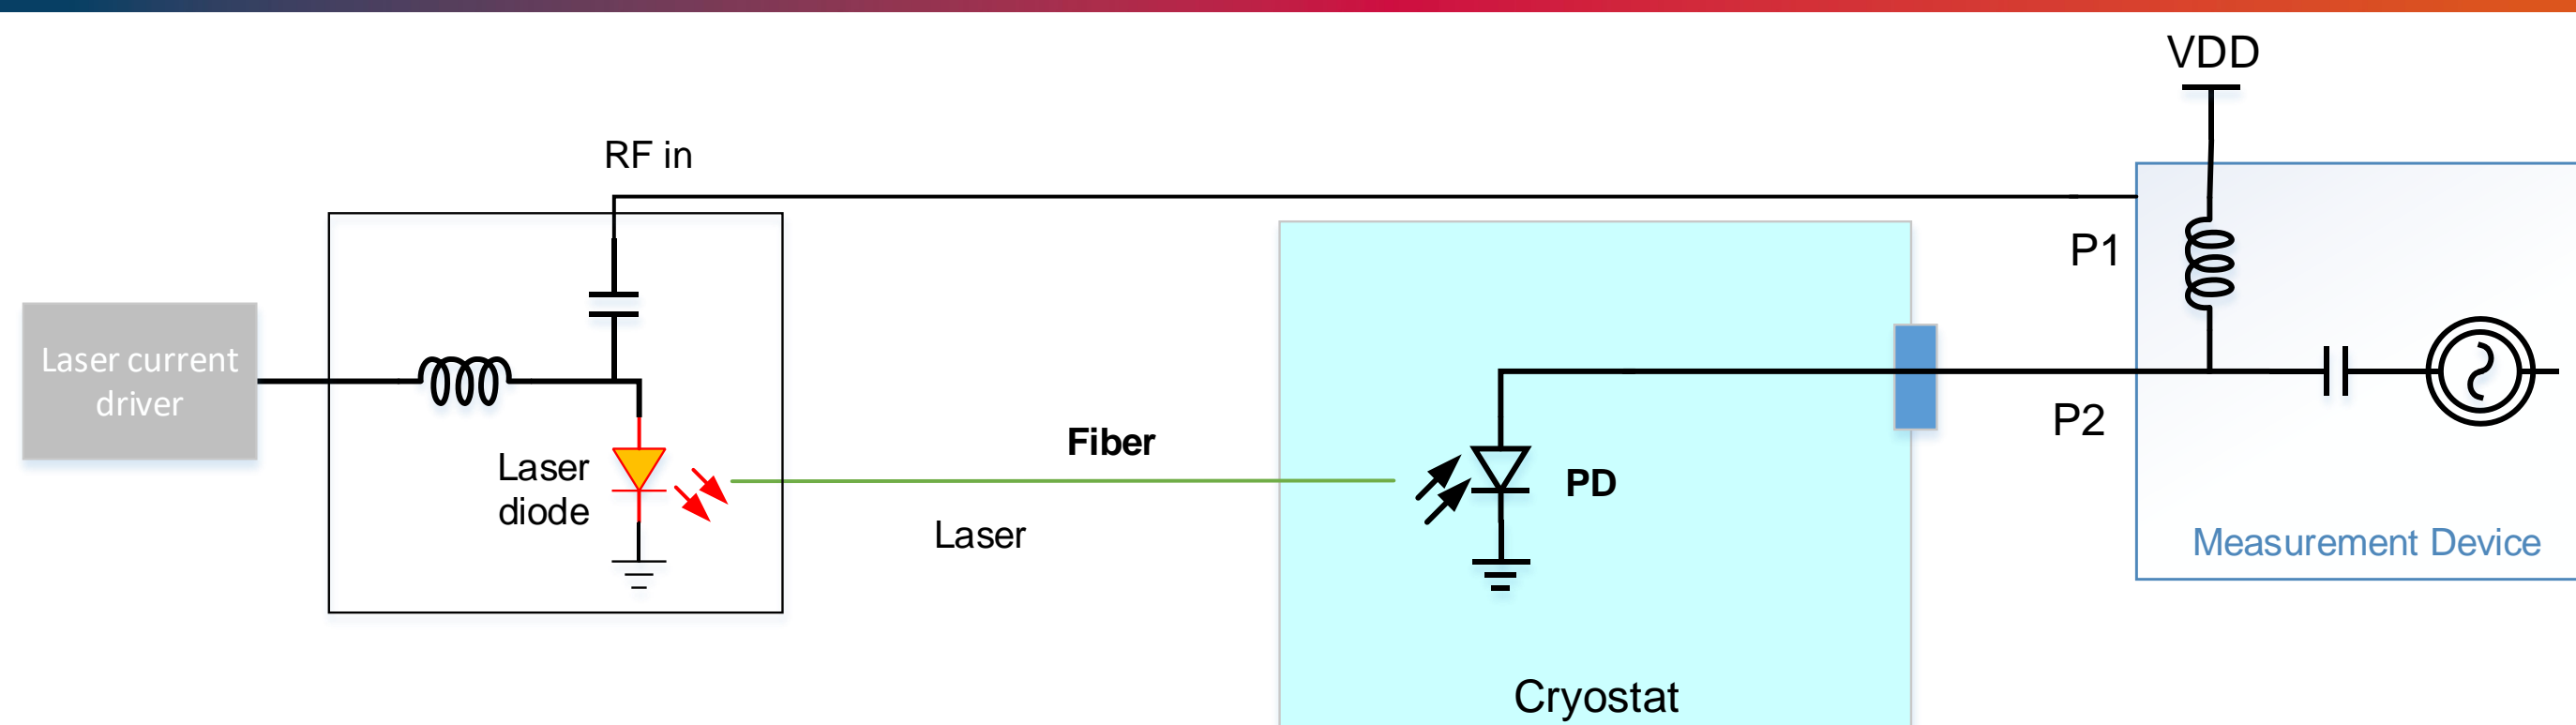 VDD
RF in
P1
Laser current
driver
P2
Fiber
Laser
diode
PD
Laser
Measurement Device
Cryostat